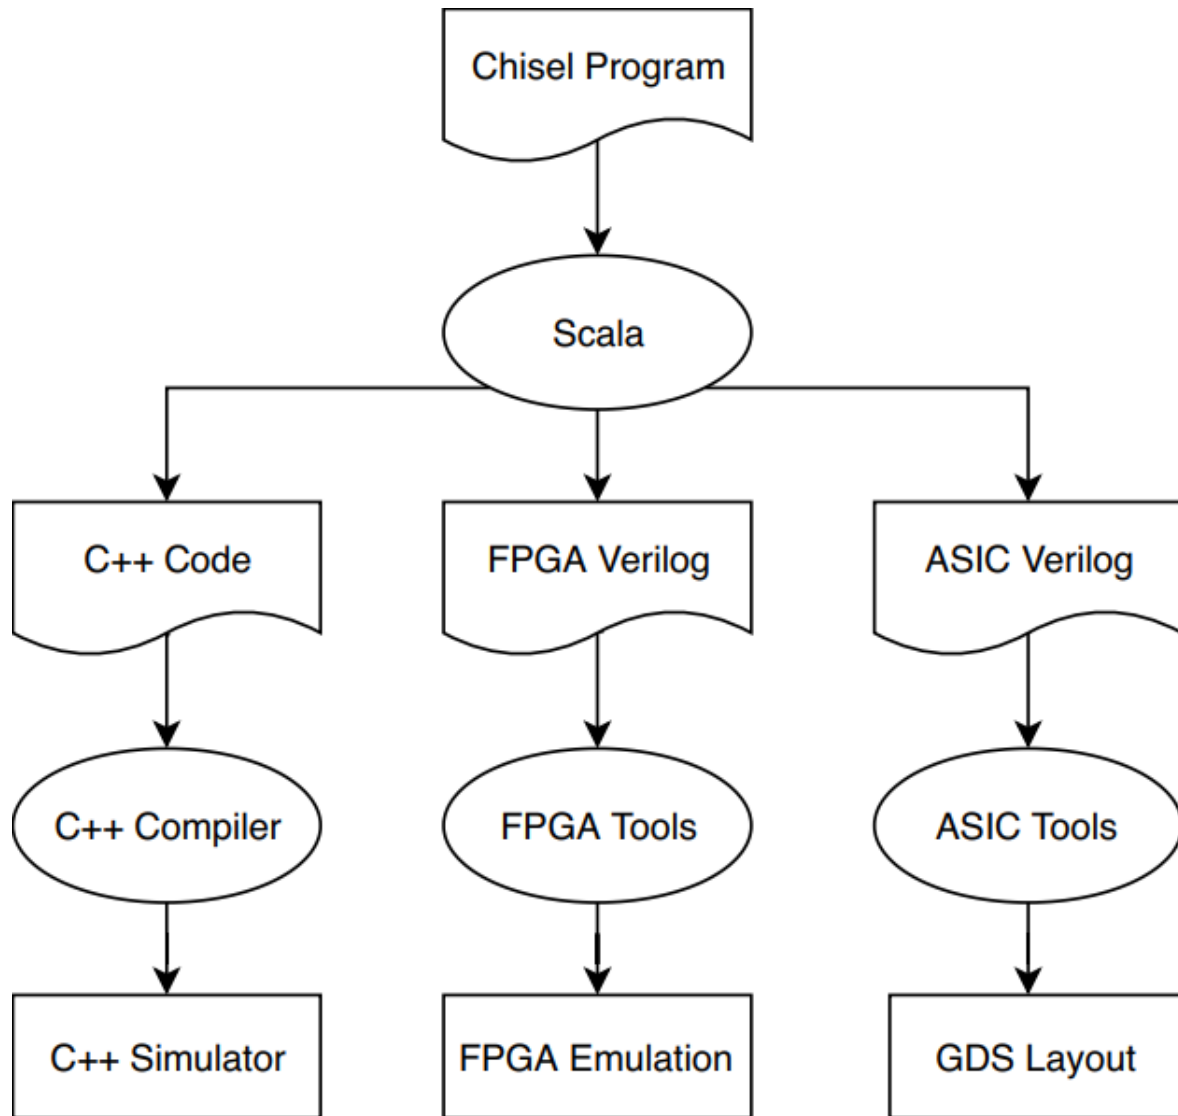 Chisel Program
Scala
C++ Code
FPGA Verilog
ASIC Verilog
C++ Compiler
FPGA Tools
ASIC Tools
C++ Simulator
FPGA Emulation
GDS Layout